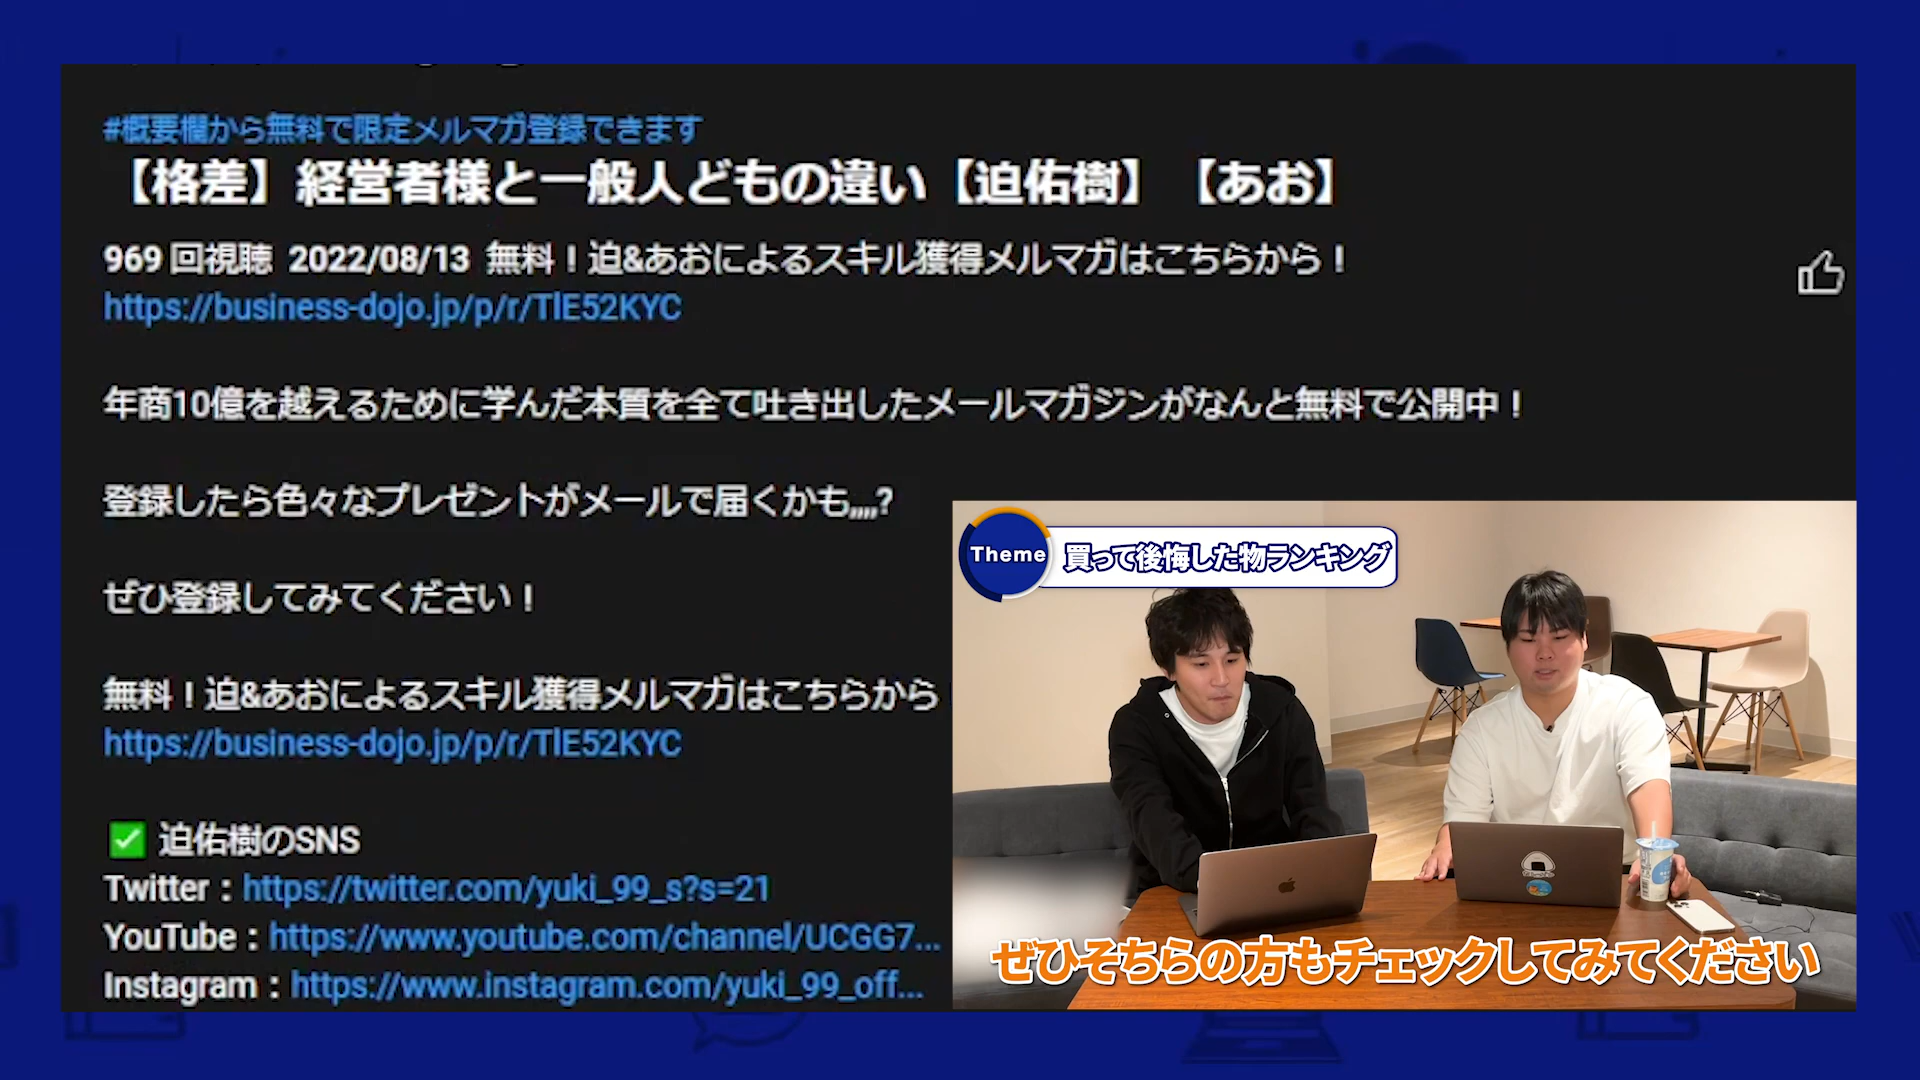 #概要欄から無料で限定メルマガ登録できます
【格差】経営者様と一般人どもの違い【迫佑樹】【あお】
969 回視聴 2022/08/13 無料！迫&あおによるスキル獲得メルマガはこちらから！
https://business-dojo.jp/p/r/TlE52KYC
年商10億を越えるために学んだ本質を全て吐き出したメールマガジンがなんと無料で公開中！
登録したら色々なプレゼントがメールで届くかも,,,,?
ぜひ登録してみてください！
無料！迫&あおによるスキル獲得メルマガはこちらから
https://business-dojo.jp/p/r/TlE52KYC
✅ 迫佑樹のSNS
Twitter：https://twitter.com/yuki_99_s?s=21
YouTube：https://www.youtube.com/channel/UCGG7...
Instagram：https://www.instagram.com/yuki_99_off...
Theme 買って後悔した物ランキング
ぜひそちらの方もチェックしてみてください